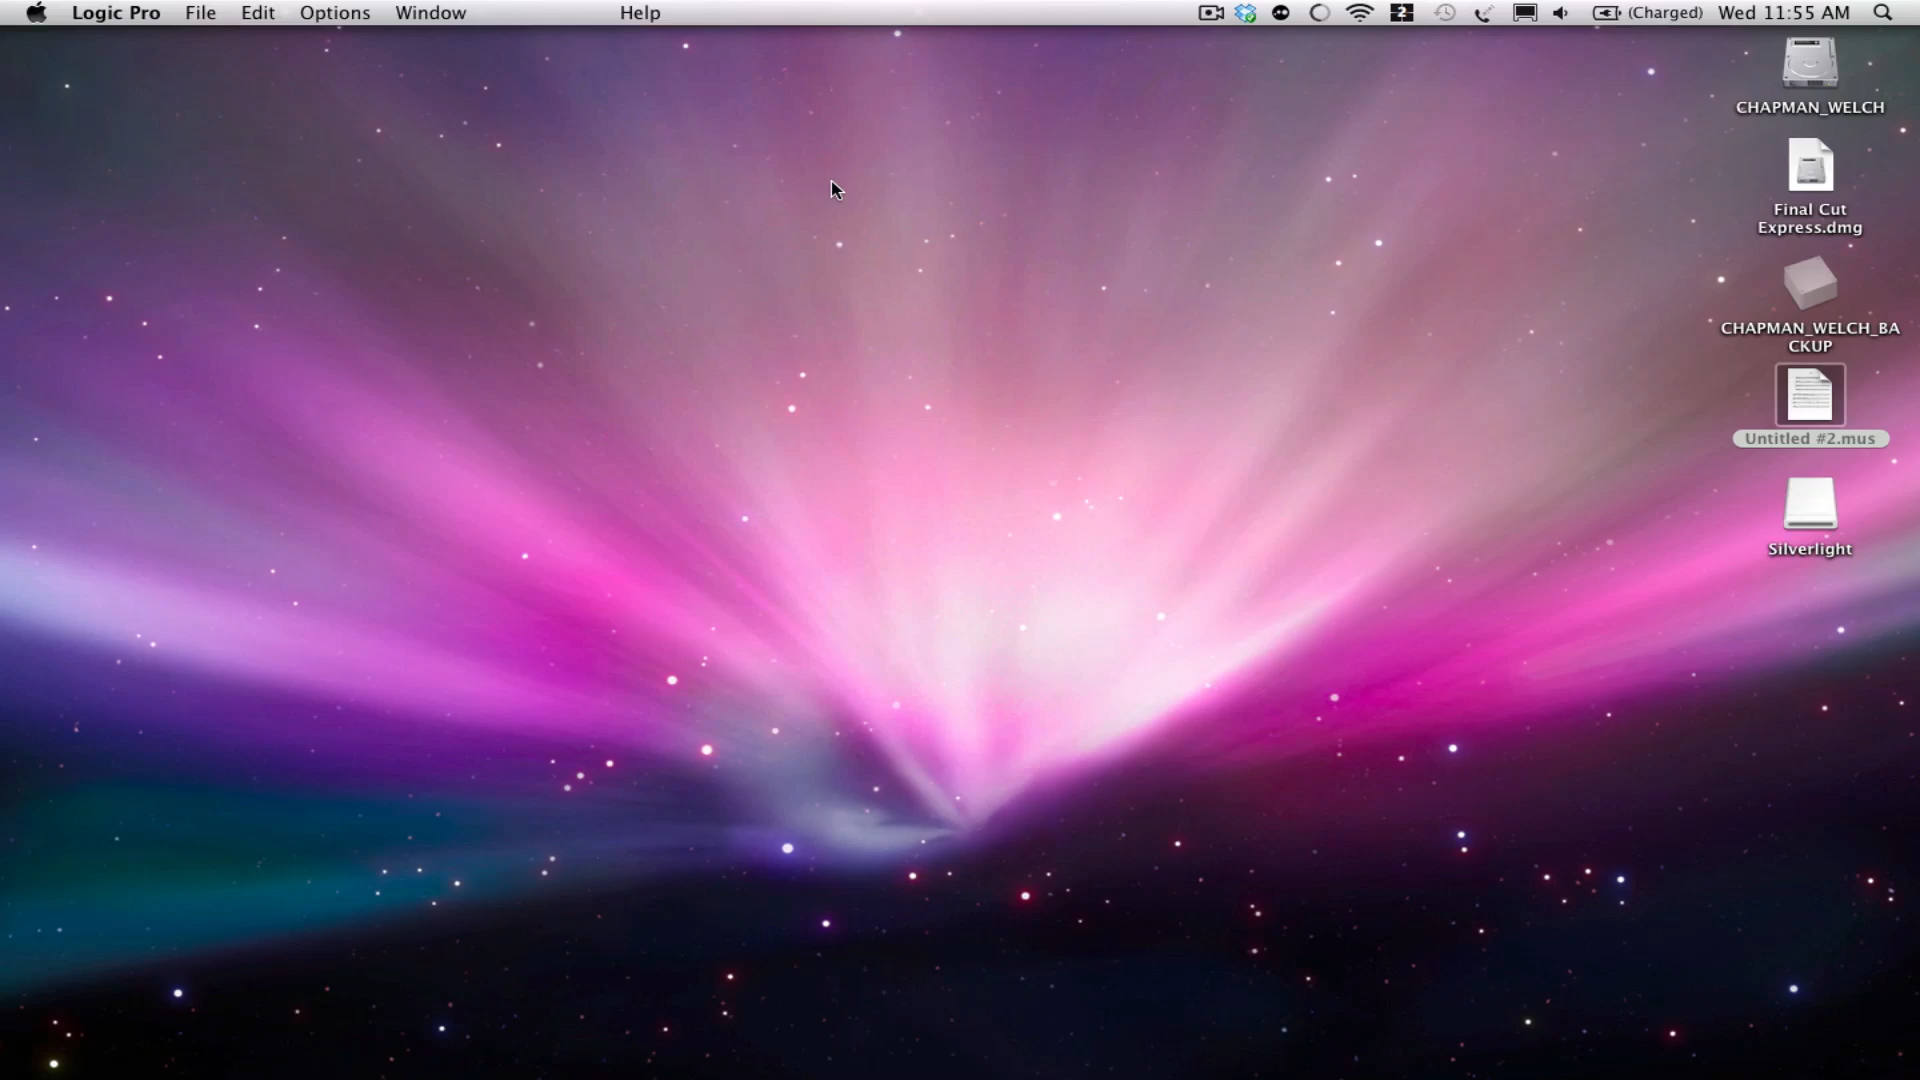 Logic Pro File Edit Options Window Help 2 (Charged) Wed 11:55 AM
CHAPMAN_WELCH
Final Cut
Express.dmg
CHAPMAN_WELCH_BA
CKUP
Untitled #2.mus
Silverlight